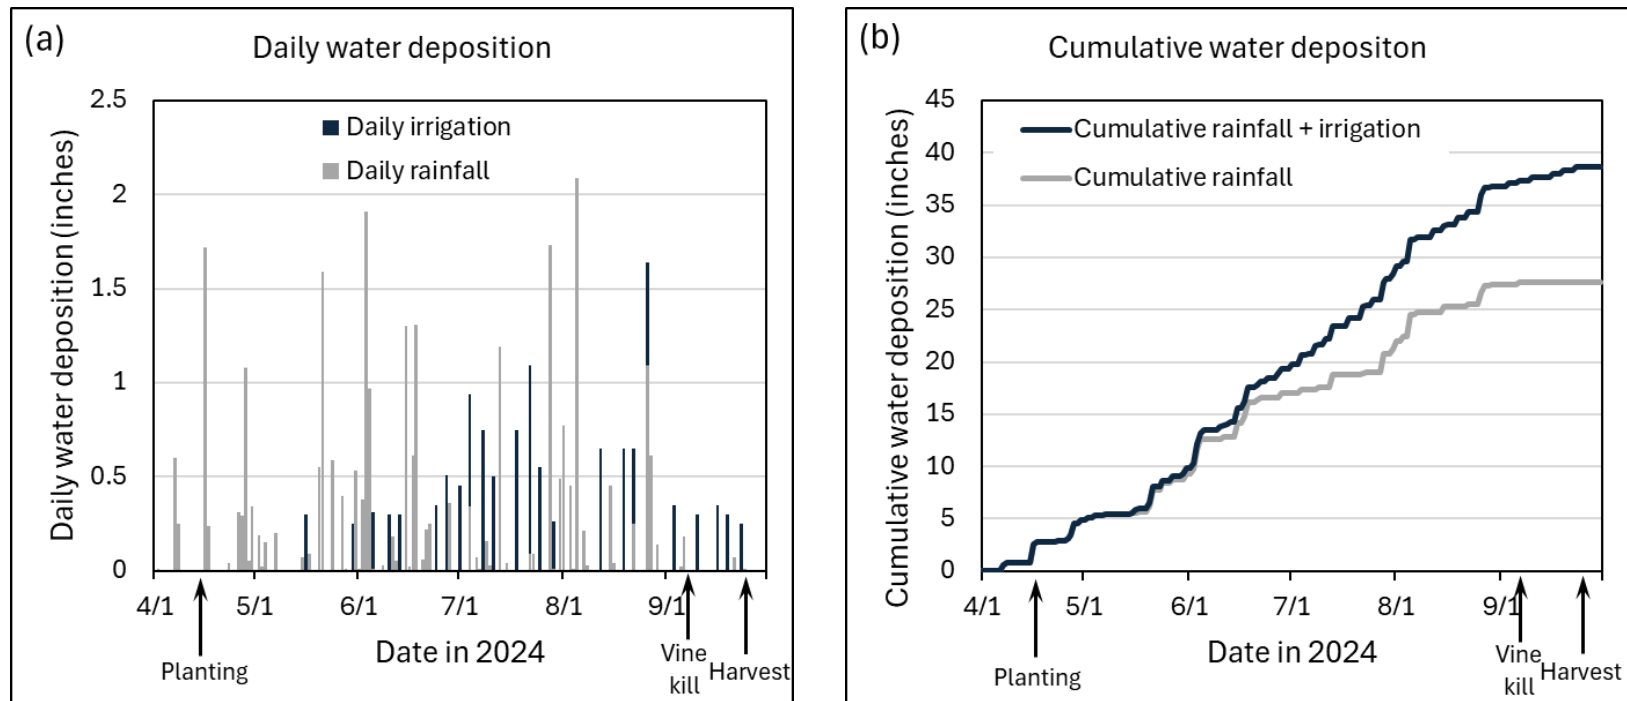 (a)
Daily water deposition
Daily water deposition (inches)
2.5
2
1.5
1
0.5
0
Daily irrigation
Daily rainfall
4/1
5/1
6/1
7/1
8/1
9/1
Date in 2024
Planting
Vine
kill
Harvest
(b)
Cumulative water depositon
Cumulative water deposition (inches)
45
40
35
30
25
20
15
10
5
0
Cumulative rainfall + irrigation
Cumulative rainfall
4/1
5/1
6/1
7/1
8/1
9/1
Date in 2024
Planting
Vine
kill
Harvest